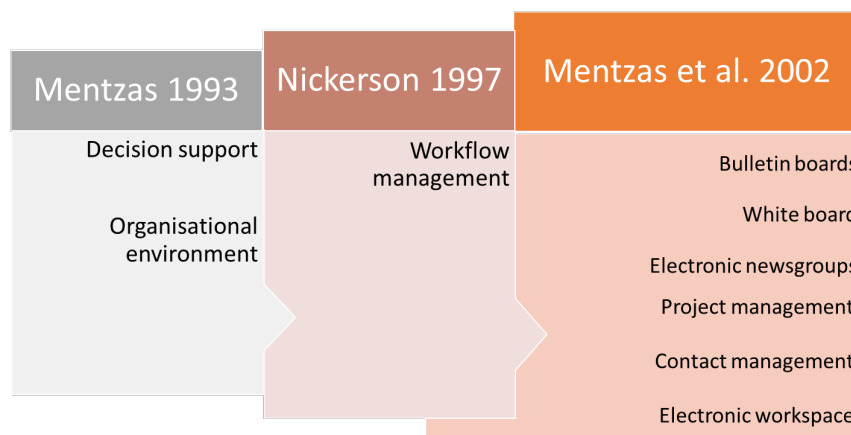 Mentzas 1993
Decision support
Organisational
environment
Nickerson 1997
Workflow
management
Mentzas et al. 2002
Bulletin boards
White board
Electronic newsgroups
Project management
Contact management
Electronic workspace